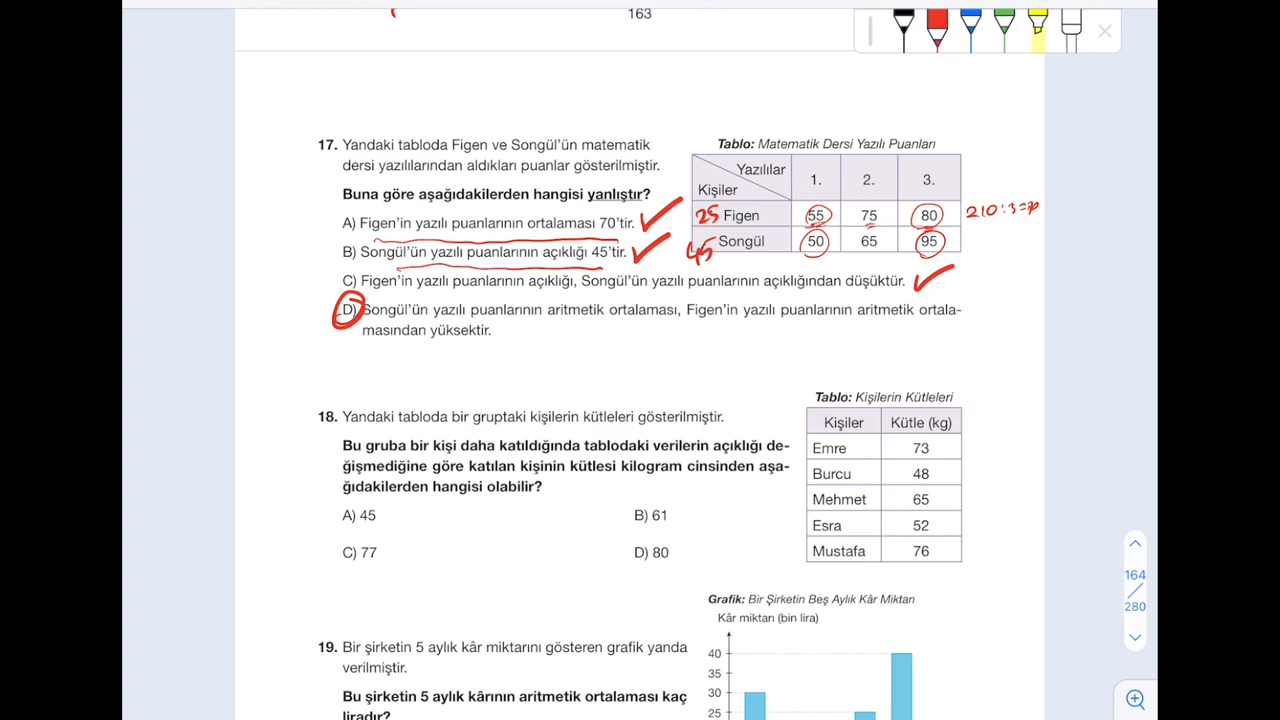 163
17. Yandaki tabloda Figen ve Songül'ün matematik
dersi yazılılarından aldıkları puanlar gösterilmiştir.
Buna göre aşağıdakilerden hangisi yanlıştır?
A) Figen'in yazılı puanlarının ortalaması 70'tir.
B) Songül'ün yazılı puanlarının açıklığı 45'tir.
C) Figen'in yazılı puanlarının açıklığı, Songül'ün yazılı puanlarının açıklığından düşüktür.
D) Songül'ün yazılı puanlarının aritmetik ortalaması, Figen'in yazılı puanlarının aritmetik ortala-
masından yüksektir.
Tablo: Matematik Dersi Yazılı Puanları
Yazılılar
Kişiler
1. 2. 3.
25 Figen 55 75 80 210:3=70
45 Songül 50 65 95
18. Yandaki tabloda bir gruptaki kişilerin kütleleri gösterilmiştir.
Bu gruba bir kişi daha katıldığında tablodaki verilerin açıklığı de-
ğişmediğine göre katılan kişinin kütlesi kilogram cinsinden aşa-
ğıdakilerden hangisi olabilir?
A) 45 B) 61
C) 77 D) 80
Tablo: Kişilerin Kütleleri
Kişiler Kütle (kg)
Emre 73
Burcu 48
Mehmet 65
Esra 52
Mustafa 76
19. Bir şirketin 5 aylık kâr miktarını gösteren grafik yanda
verilmiştir.
Bu şirketin 5 aylık kârının aritmetik ortalaması kaç
liradır?
Grafik: Bir Şirketin Beş Aylık Kâr Miktarı
Kâr miktarı (bin lira)
40
35
30
25
164
280